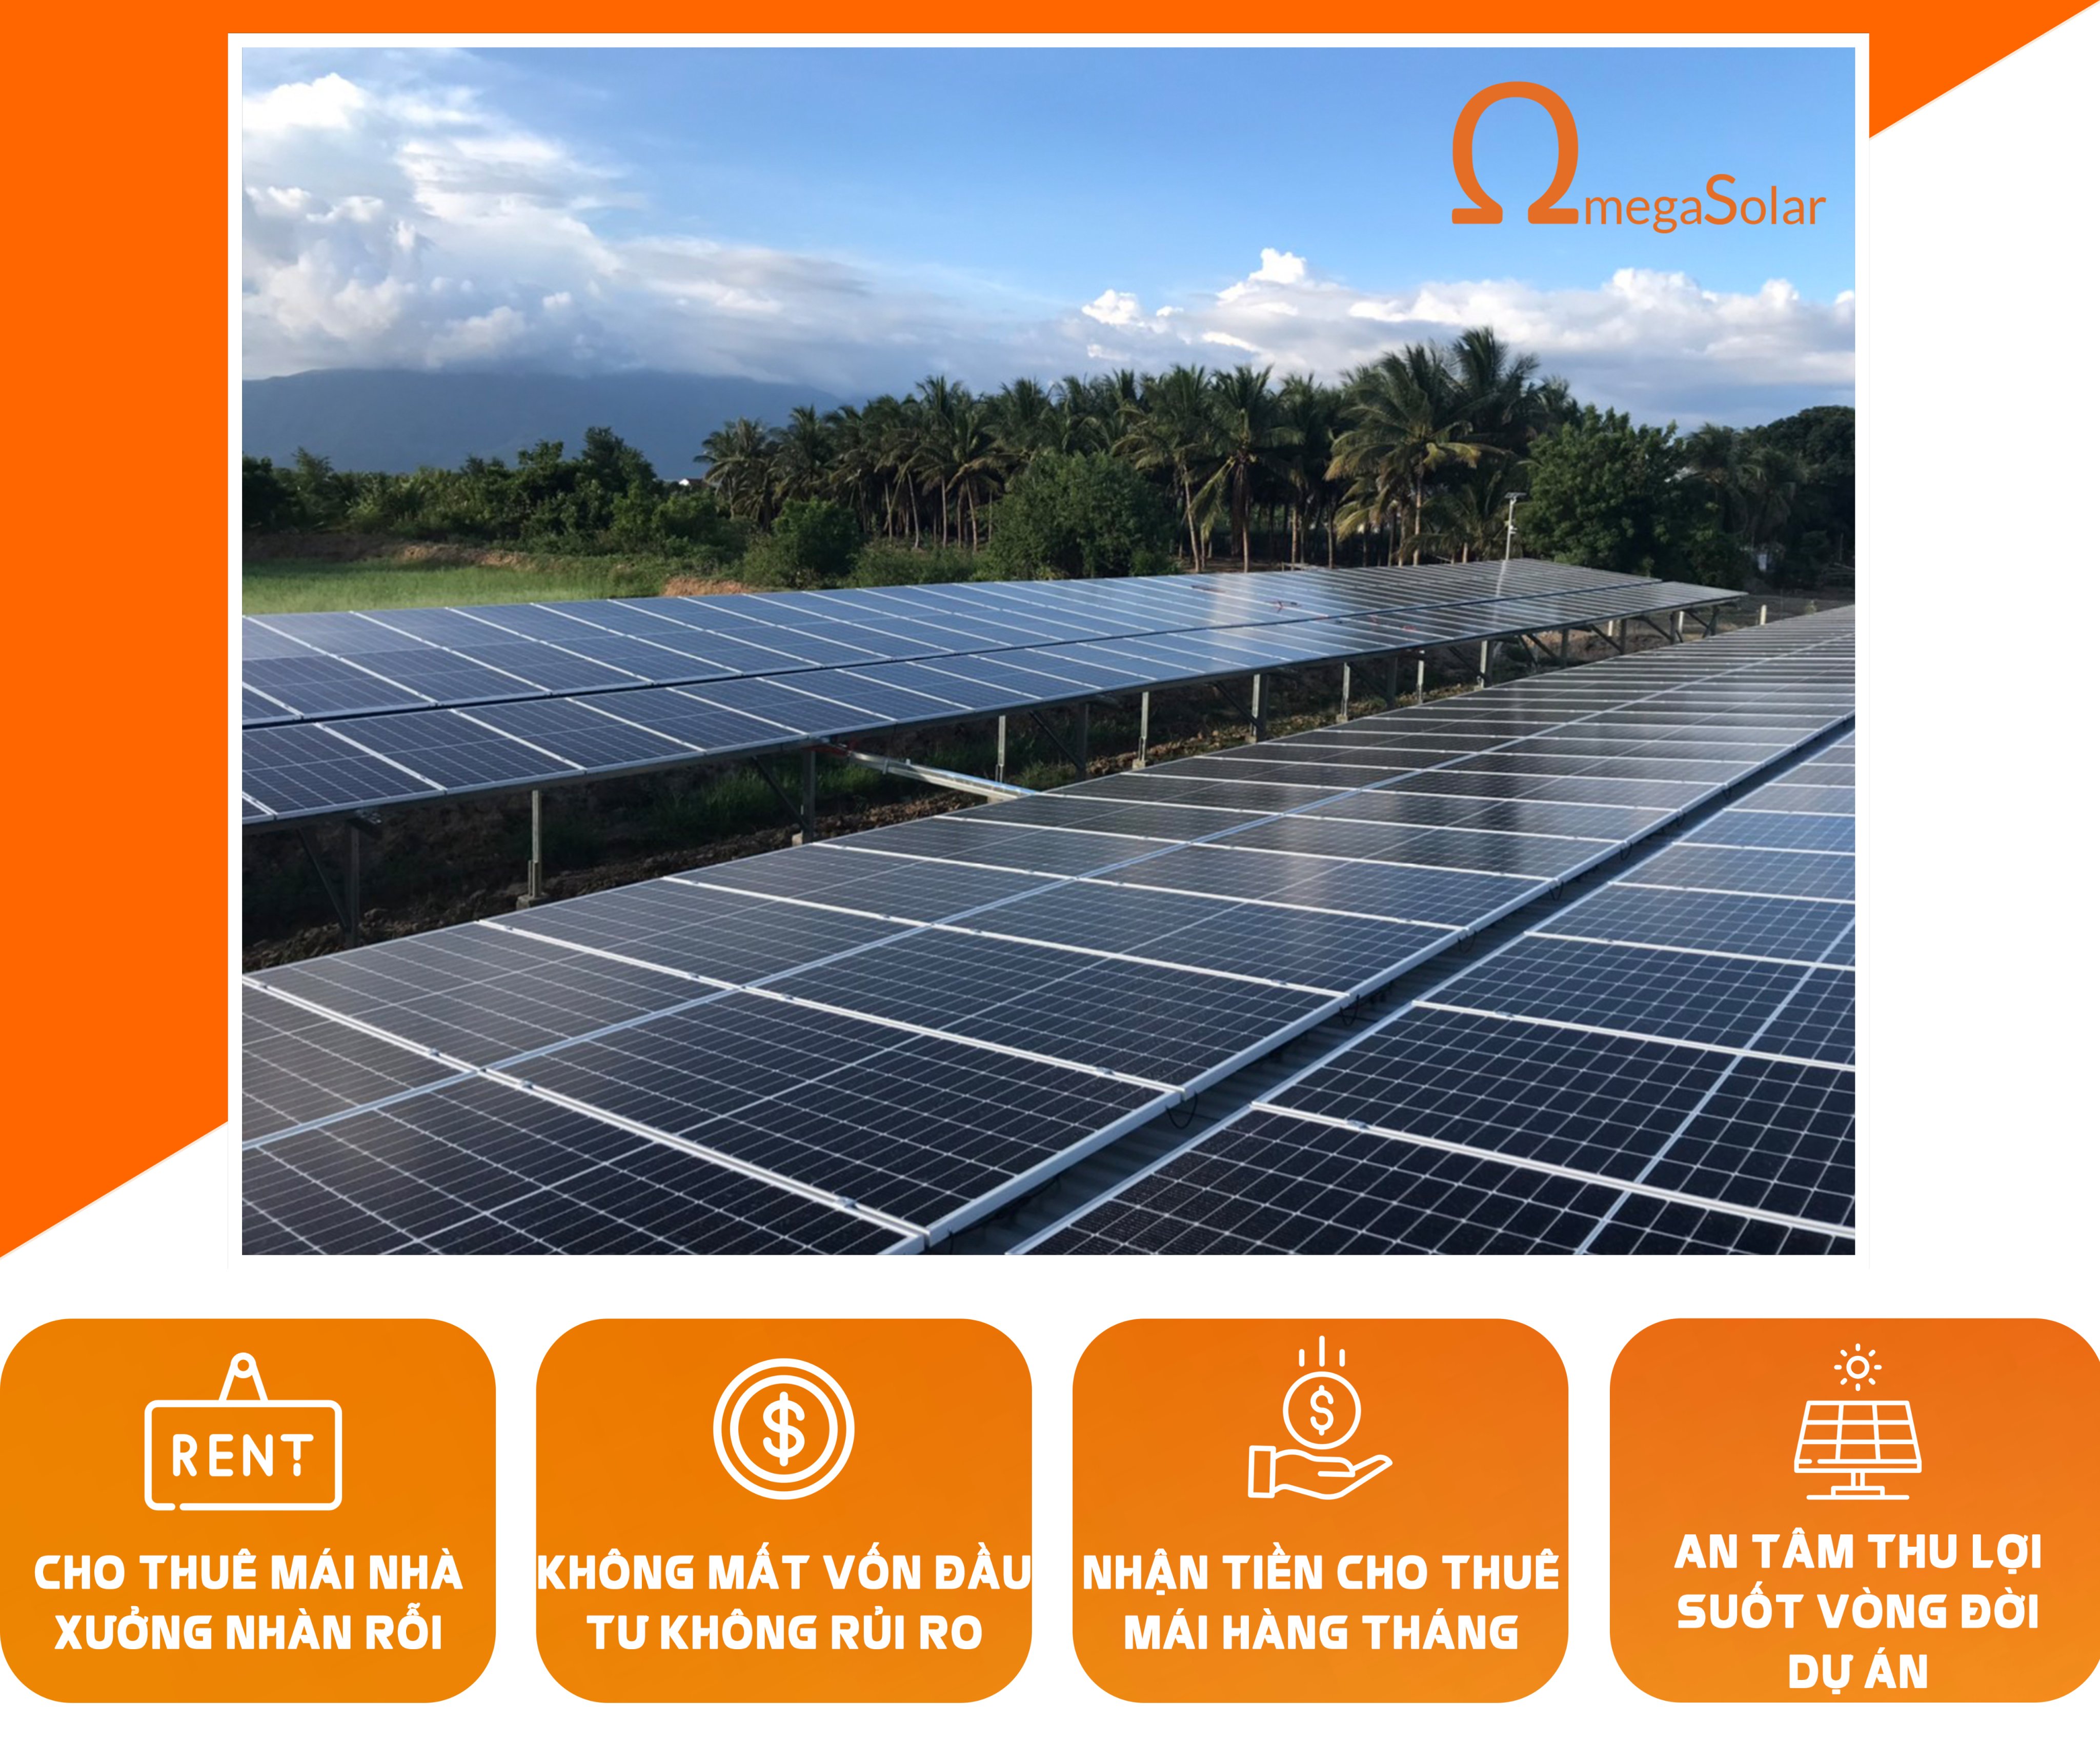 ΩmegaSolar
RENT
CHO THUÊ MÁI NHÀ
XƯỞNG NHÀN RỖI
KHÔNG MẤT VỐN ĐẦU
TƯ KHÔNG RỦI RO
NHẬN TIỀN CHO THUÊ
MÁI HÀNG THÁNG
AN TÂM THU LỢI
SUỐT VÒNG ĐỜI
DỰ ÁN